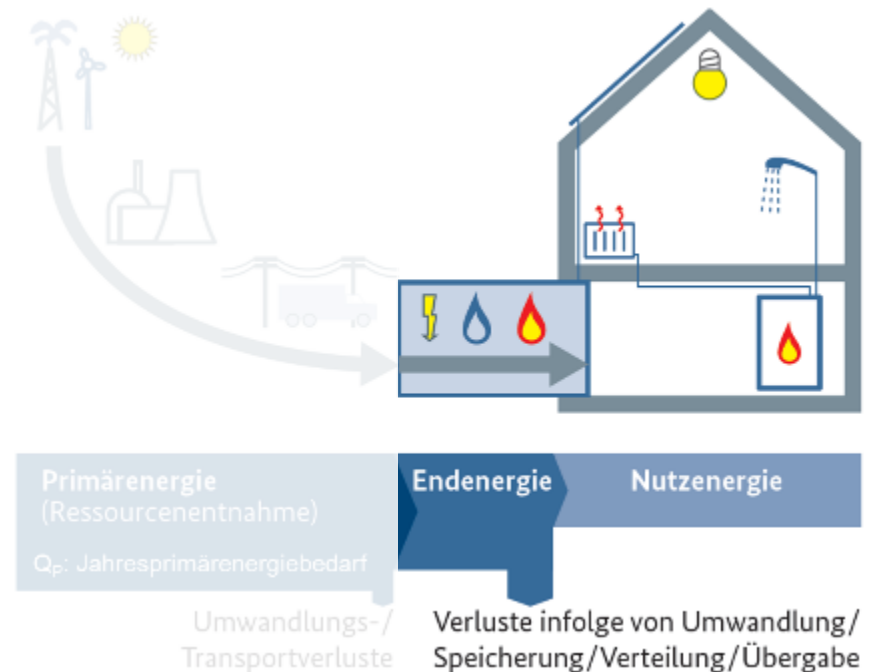 Primärenergie
(Ressourcenentnahme)
Endenergie
Nutzenergie
Qₚ: Jahresprimärenergiebedarf
Umwandlungs-/
Transportverluste
Verluste infolge von Umwandlung/
Speicherung/Verteilung/Übergabe